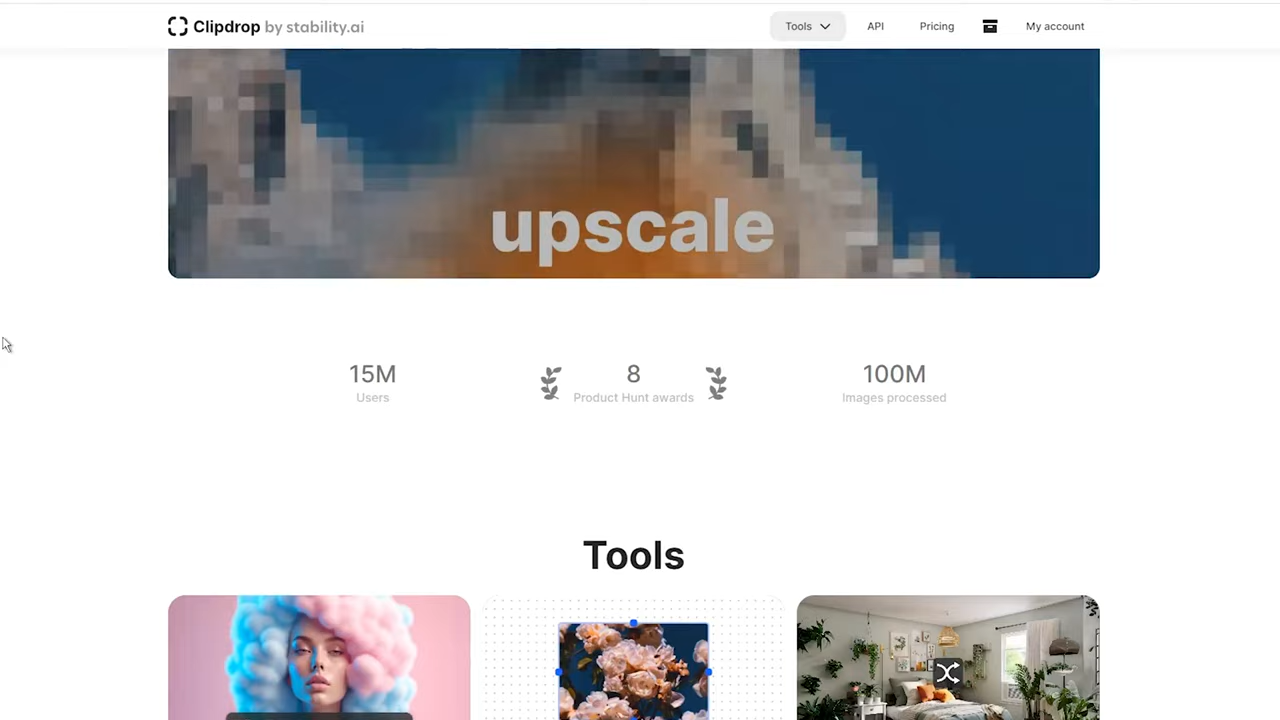 Clipdrop by stability.ai
Tools
API
Pricing
My account
upscale
15M
Users
8
Product Hunt awards
100M
Images processed
Tools